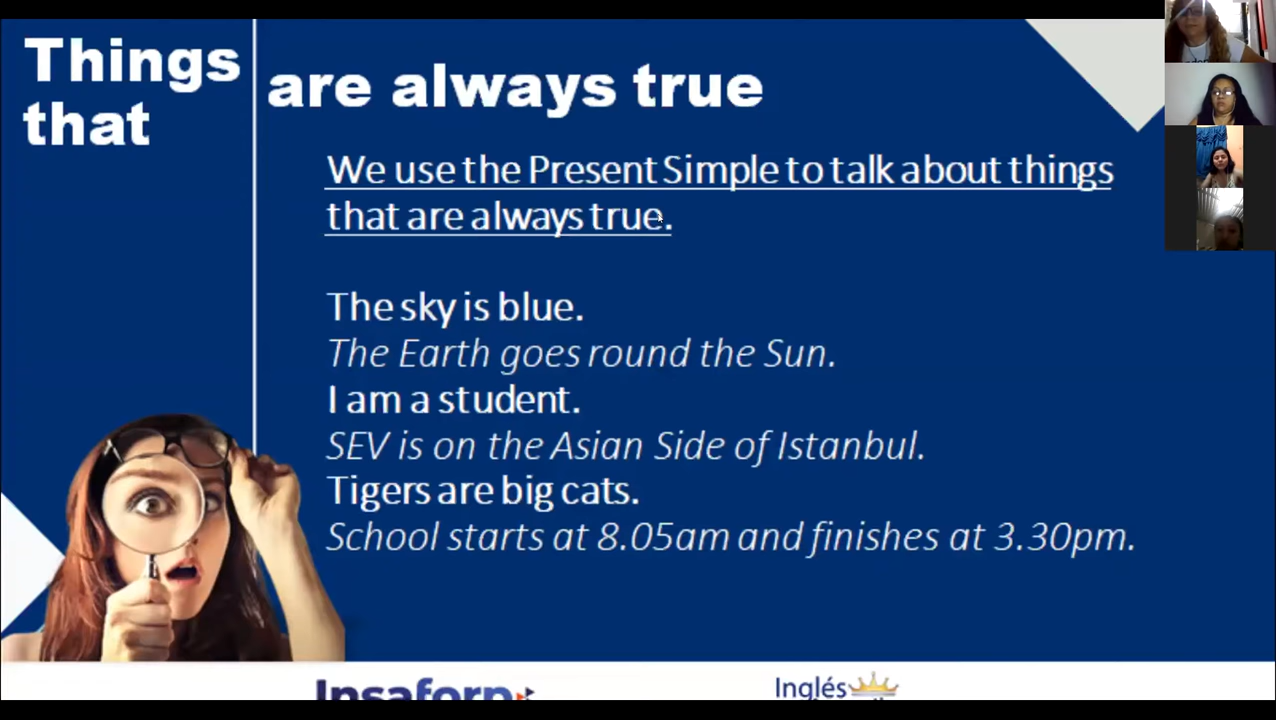 Things
that
are always true
We use the Present Simple to talk about things
that are always true.
The sky is blue.
The Earth goes round the Sun.
I am a student.
SEV is on the Asian Side of Istanbul.
Tigers are big cats.
School starts at 8.05am and finishes at 3.30pm.
Insaforp
Inglés